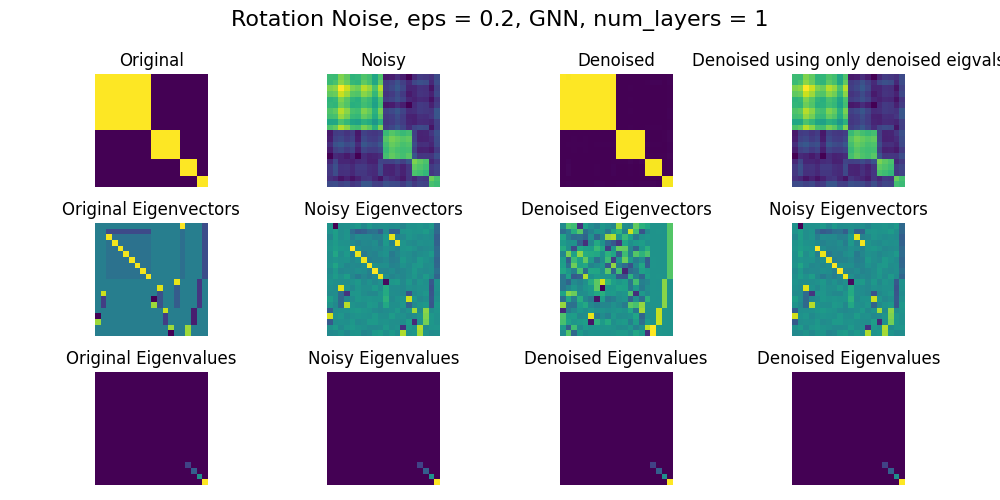 Rotation Noise, eps = 0.2, GNN, num_layers = 1
Original Noisy Denoised Denoised using only denoised eigvals
Original Eigenvectors Noisy Eigenvectors Denoised Eigenvectors Noisy Eigenvectors
Original Eigenvalues Noisy Eigenvalues Denoised Eigenvalues Denoised Eigenvalues